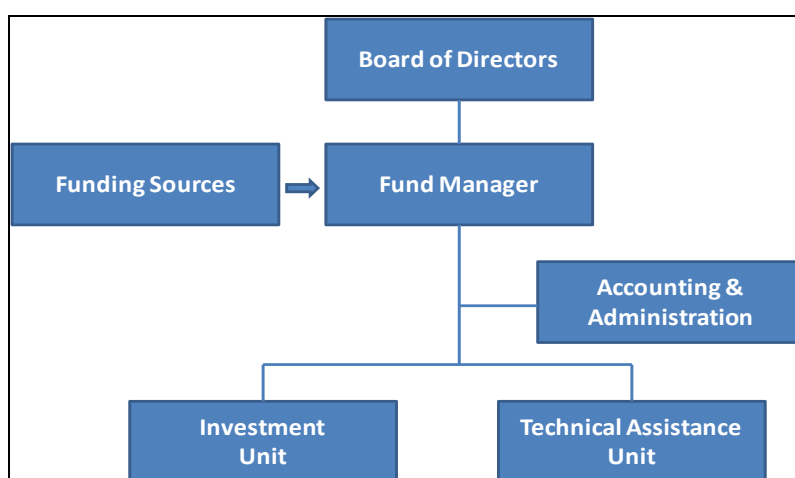 Board of Directors
Funding Sources
Fund Manager
Accounting &
Administration
Investment
Unit
Technical Assistance
Unit